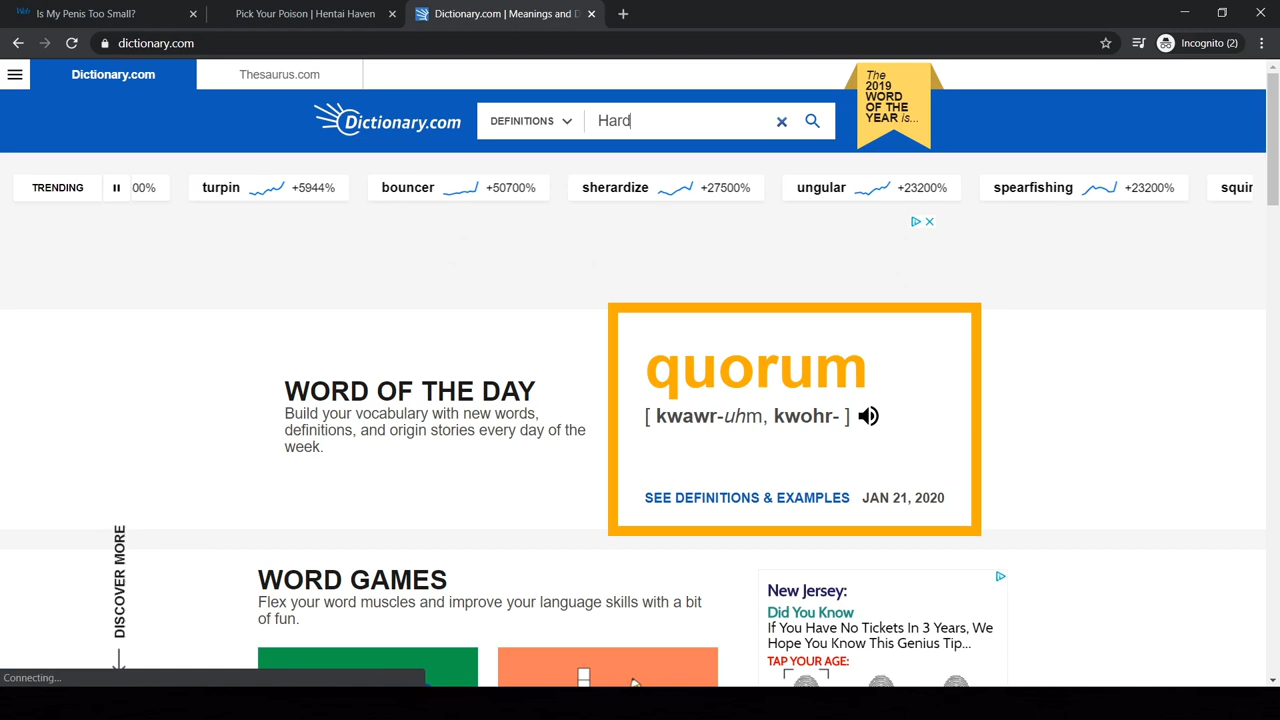 Is My Penis Too Small?
Pick Your Poison | Hentai Haven
Dictionary.com | Meanings and D
dictionary.com
Incognito (2)
Dictionary.com
Thesaurus.com
The
2019
WORD
OF THE
YEAR is...
Dictionary.com
DEFINITIONS
Hard
TRENDING
00%
turpin +5944%
bouncer +50700%
sherardize +27500%
ungular +23200%
spearfishing +23200%
squir
WORD OF THE DAY
Build your vocabulary with new words,
definitions, and origin stories every day of the
week.
quorum
[ kwawr-uhm, kwohr- ]
SEE DEFINITIONS & EXAMPLES JAN 21, 2020
DISCOVER MORE
WORD GAMES
Flex your word muscles and improve your language skills with a bit
of fun.
New Jersey:
Did You Know
If You Have No Tickets In 3 Years, We
Hope You Know This Genius Tip...
TAP YOUR AGE:
Connecting...